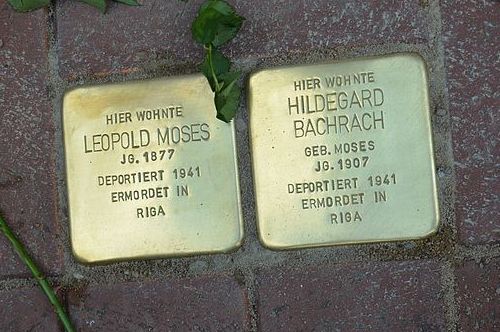 HIER WOHNTE
LEOPOLD MOSES
JG. 1877
DEPORTIERT 1941
ERMORDET IN
RIGA
HIER WOHNTE
HILDEGARD
BACHRACH
GEB. MOSES
JG. 1907
DEPORTIERT 1941
ERMORDET IN
RIGA